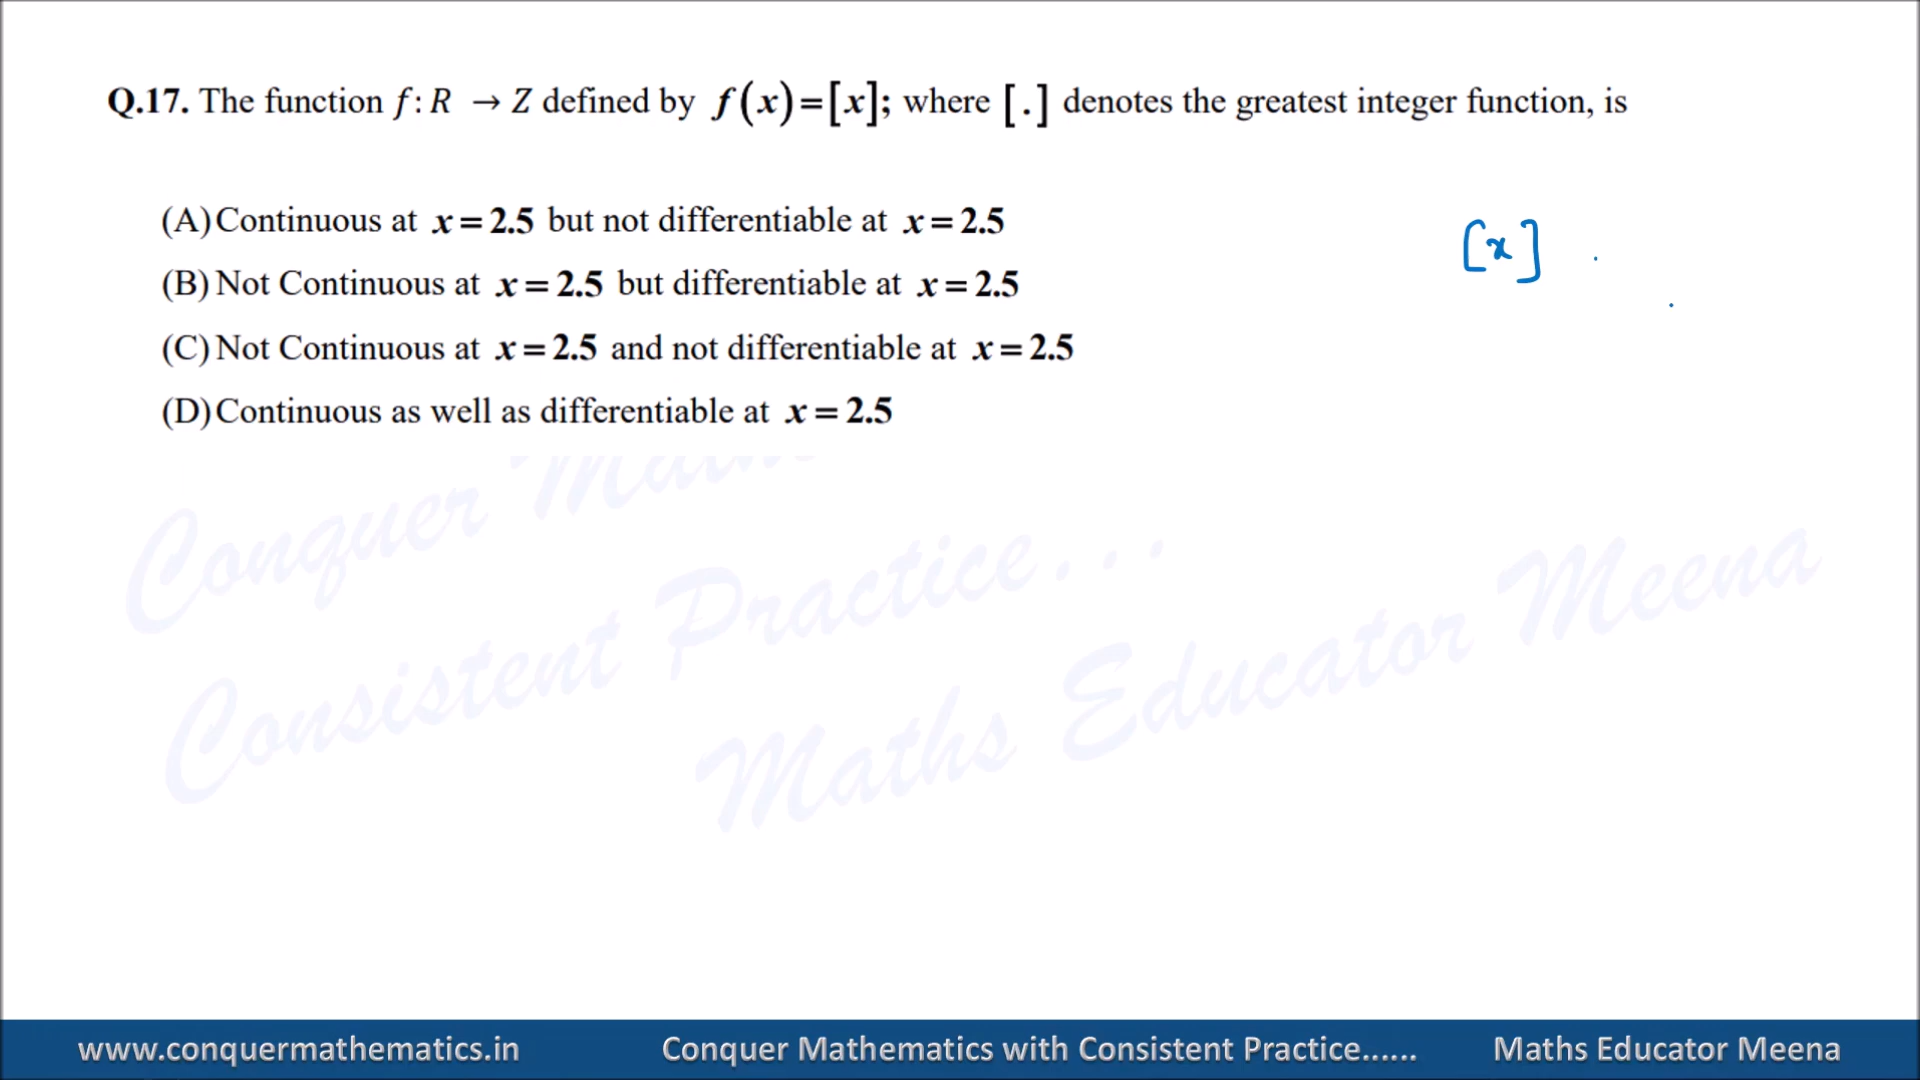 Q.17. The function f : R → Z defined by f(x)=[x]; where [.] denotes the greatest integer function, is
(A) Continuous at x = 2.5 but not differentiable at x = 2.5
[x]
(B) Not Continuous at x = 2.5 but differentiable at x = 2.5
(C) Not Continuous at x = 2.5 and not differentiable at x = 2.5
(D) Continuous as well as differentiable at x = 2.5
Conquer Mathe
Consistent Practice...
Maths Educator Meena
www.conquermathematics.in Conquer Mathematics with Consistent Practice...... Maths Educator Meena